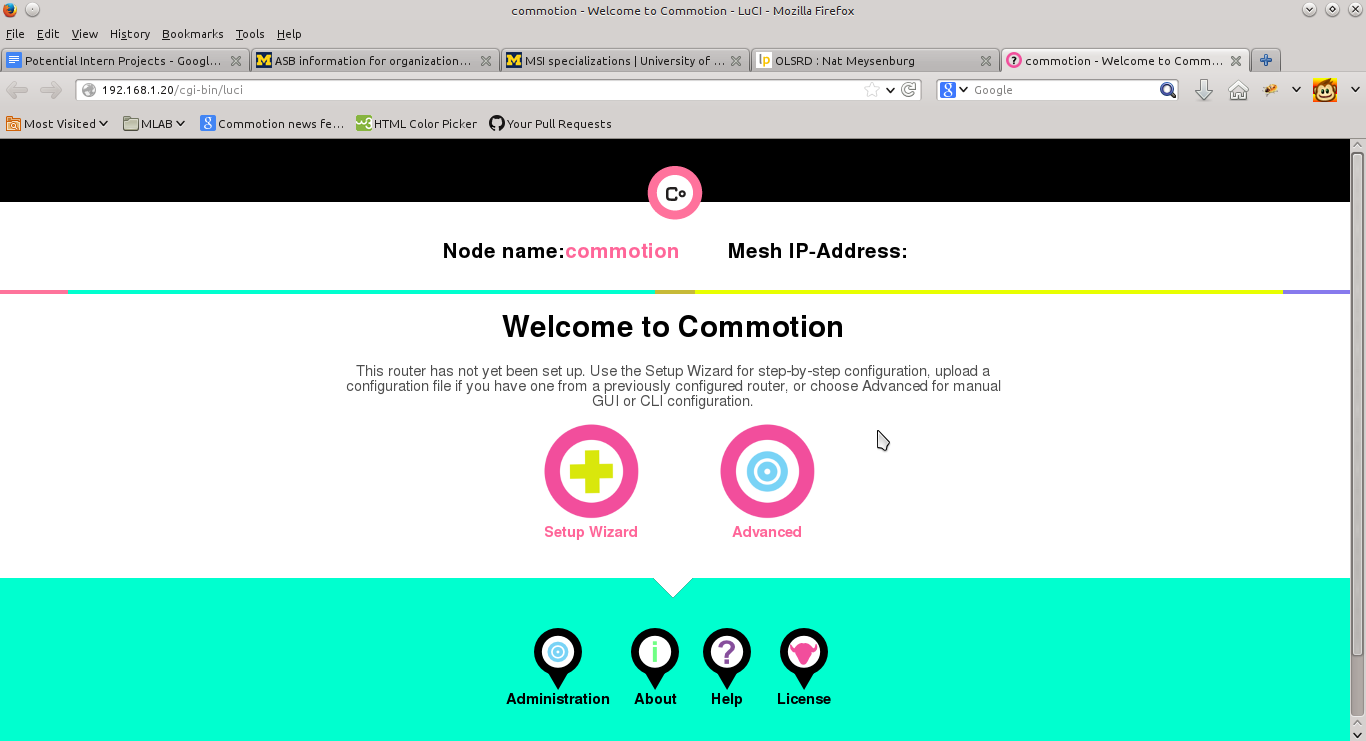 commotion - Welcome to Commotion - LuCI - Mozilla Firefox
File Edit View History Bookmarks Tools Help
Potential Intern Projects - Googl... ASB information for organization... MSI specializations | University of ... OLSRD : Nat Meysenburg commotion - Welcome to Comm...
192.168.1.20/cgi-bin/luci Google
Most Visited MLAB Commotion news fe... HTML Color Picker Your Pull Requests
Co
Node name:commotion Mesh IP-Address:
Welcome to Commotion
This router has not yet been set up. Use the Setup Wizard for step-by-step configuration, upload a
configuration file if you have one from a previously configured router, or choose Advanced for manual
GUI or CLI configuration.
Setup Wizard Advanced
Administration About Help License